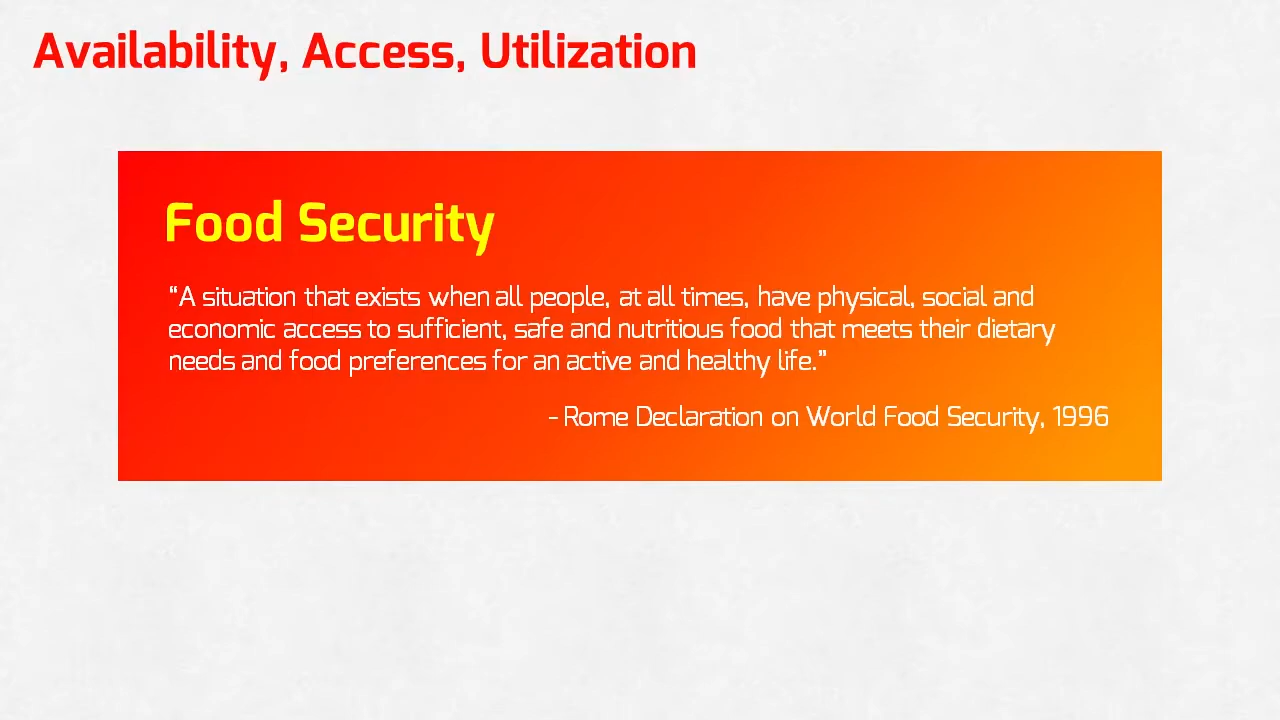 Availability, Access, Utilization
Food Security
“A situation that exists when all people, at all times, have physical, social and
economic access to sufficient, safe and nutritious food that meets their dietary
needs and food preferences for an active and healthy life.”
- Rome Declaration on World Food Security, 1996